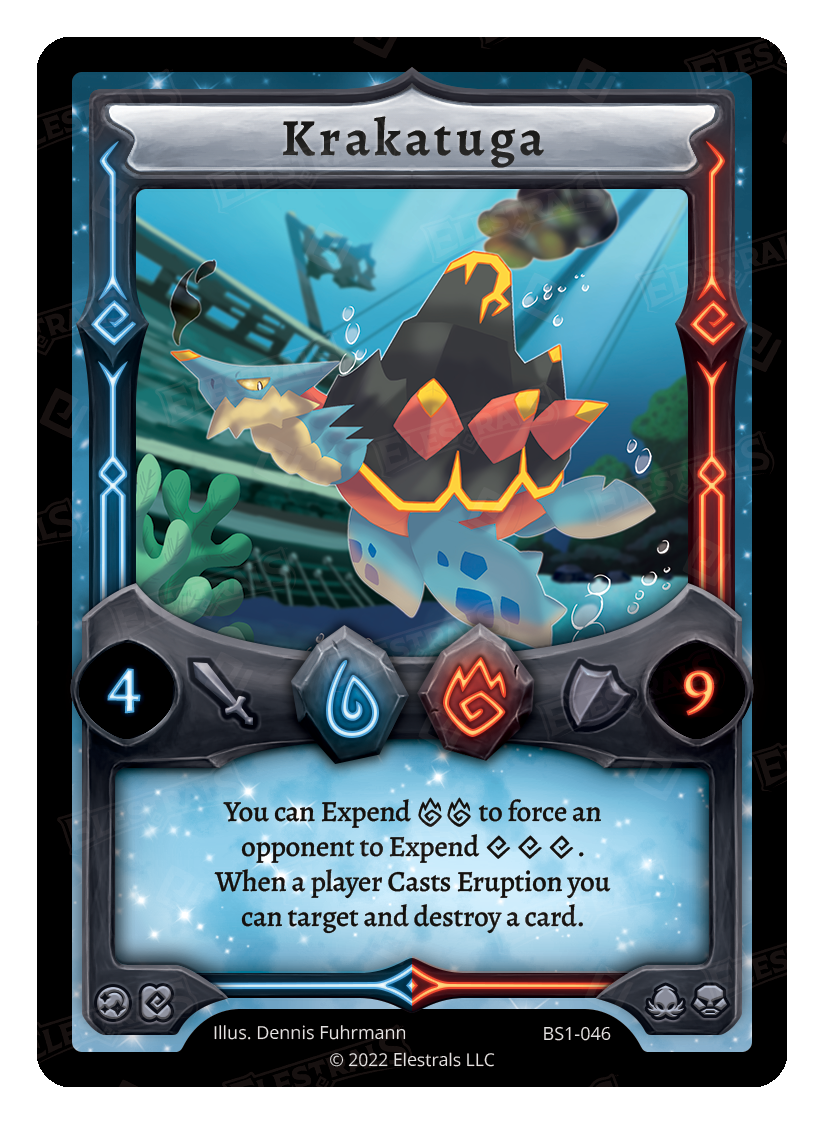 Krakatuga
4
9
You can Expend to force an
opponent to Expend .
When a player Casts Eruption you
can target and destroy a card.
Illus. Dennis Fuhrmann
BS1-046
© 2022 Elestrals LLC